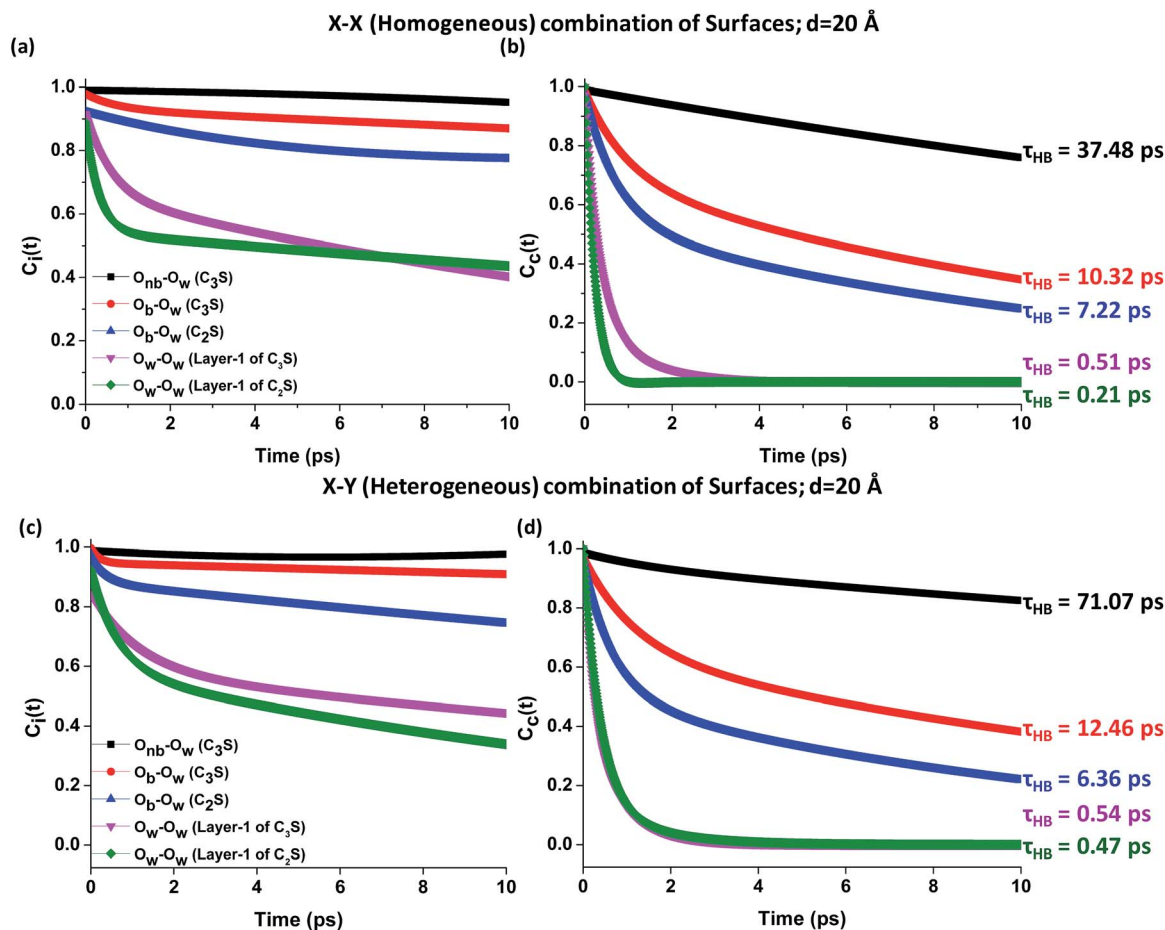 X-X (Homogeneous) combination of Surfaces; d=20 Å
(a)
(b)
1.0
0.8
0.6
0.4
0.2
0.0
Cᵢ(t)
O_nb-O_w (C₃S)
O_b-O_w (C₃S)
O_b-O_w (C₂S)
O_w-O_w (Layer-1 of C₃S)
O_w-O_w (Layer-1 of C₂S)
0 2 4 6 8 10
Time (ps)
1.0
0.8
0.6
0.4
0.2
0.0
C_c(t)
τ_HB = 37.48 ps
τ_HB = 10.32 ps
τ_HB = 7.22 ps
τ_HB = 0.51 ps
τ_HB = 0.21 ps
0 2 4 6 8 10
Time (ps)
X-Y (Heterogeneous) combination of Surfaces; d=20 Å
(c)
(d)
1.0
0.8
0.6
0.4
0.2
0.0
Cᵢ(t)
O_nb-O_w (C₃S)
O_b-O_w (C₃S)
O_b-O_w (C₂S)
O_w-O_w (Layer-1 of C₃S)
O_w-O_w (Layer-1 of C₂S)
0 2 4 6 8 10
Time (ps)
1.0
0.8
0.6
0.4
0.2
0.0
C_c(t)
τ_HB = 71.07 ps
τ_HB = 12.46 ps
τ_HB = 6.36 ps
τ_HB = 0.54 ps
τ_HB = 0.47 ps
0 2 4 6 8 10
Time (ps)